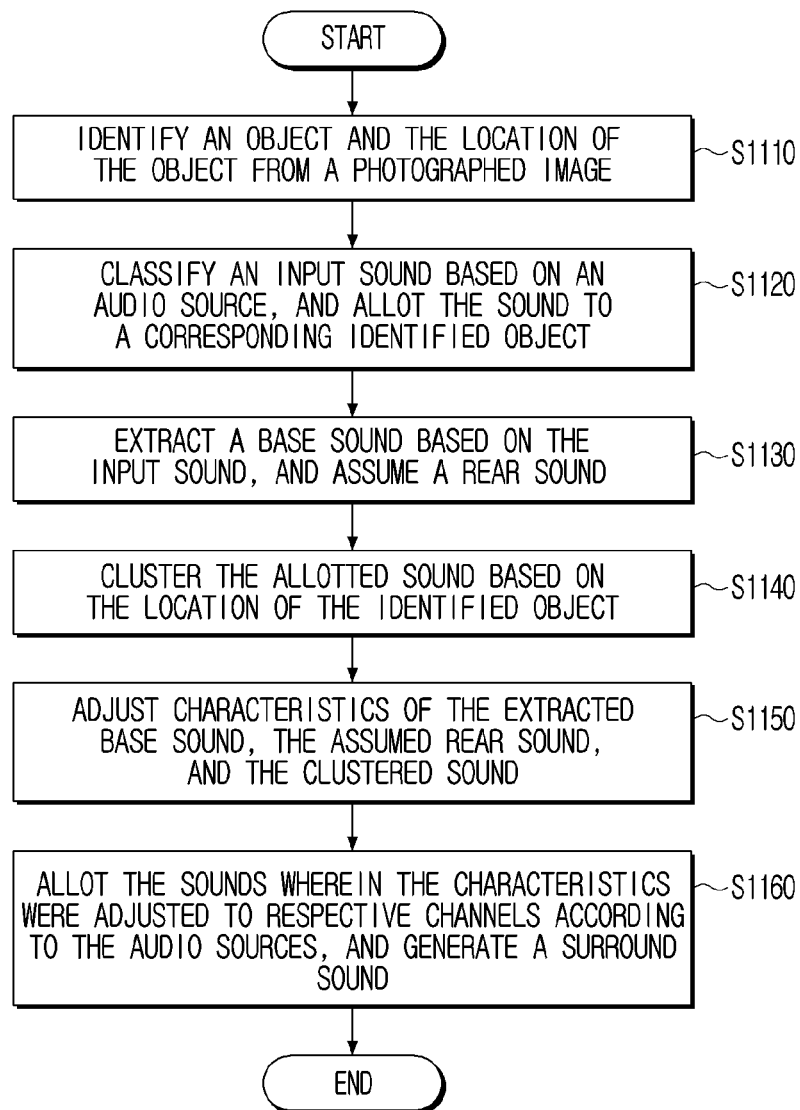 START
IDENTIFY AN OBJECT AND THE LOCATION OF
THE OBJECT FROM A PHOTOGRAPHED IMAGE
~S1110
CLASSIFY AN INPUT SOUND BASED ON AN
AUDIO SOURCE, AND ALLOT THE SOUND TO
A CORRESPONDING IDENTIFIED OBJECT
~S1120
EXTRACT A BASE SOUND BASED ON THE
INPUT SOUND, AND ASSUME A REAR SOUND
~S1130
CLUSTER THE ALLOTTED SOUND BASED ON
THE LOCATION OF THE IDENTIFIED OBJECT
~S1140
ADJUST CHARACTERISTICS OF THE EXTRACTED
BASE SOUND, THE ASSUMED REAR SOUND,
AND THE CLUSTERED SOUND
~S1150
ALLOT THE SOUNDS WHEREIN THE CHARACTERISTICS
WERE ADJUSTED TO RESPECTIVE CHANNELS ACCORDING
TO THE AUDIO SOURCES, AND GENERATE A SURROUND
SOUND
~S1160
END